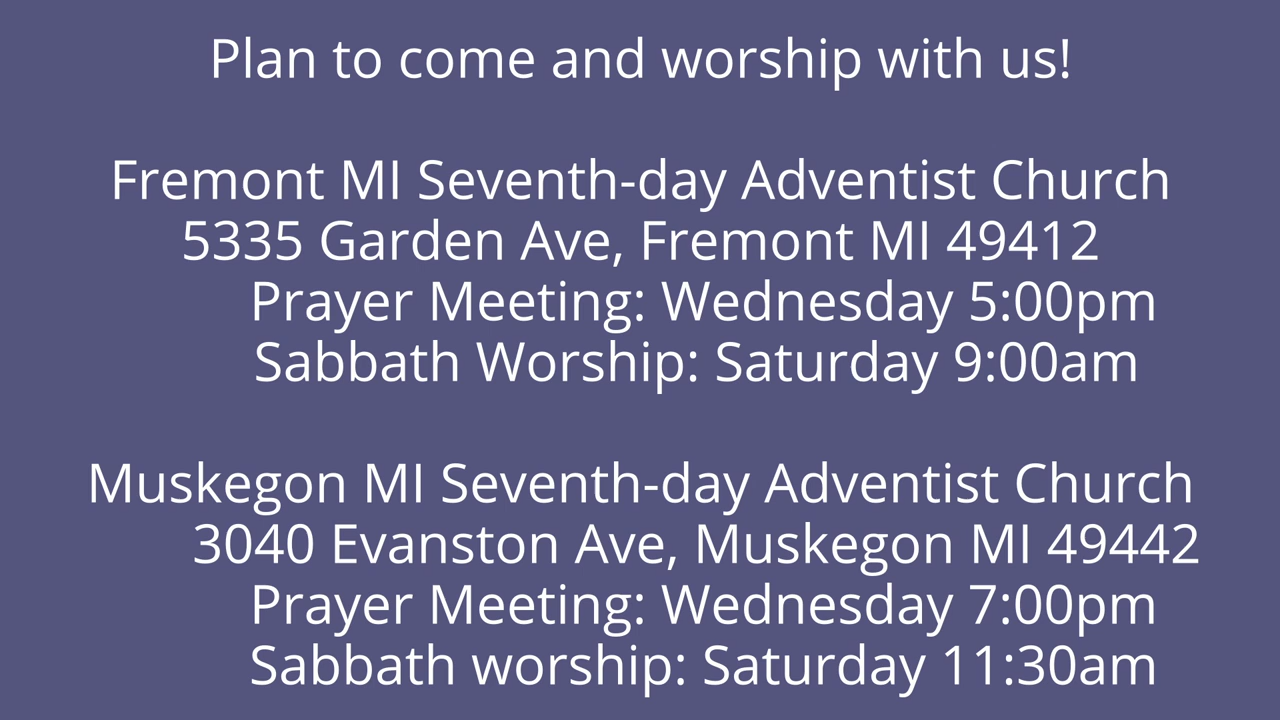 Plan to come and worship with us!
Fremont MI Seventh-day Adventist Church
5335 Garden Ave, Fremont MI 49412
Prayer Meeting: Wednesday 5:00pm
Sabbath Worship: Saturday 9:00am
Muskegon MI Seventh-day Adventist Church
3040 Evanston Ave, Muskegon MI 49442
Prayer Meeting: Wednesday 7:00pm
Sabbath worship: Saturday 11:30am